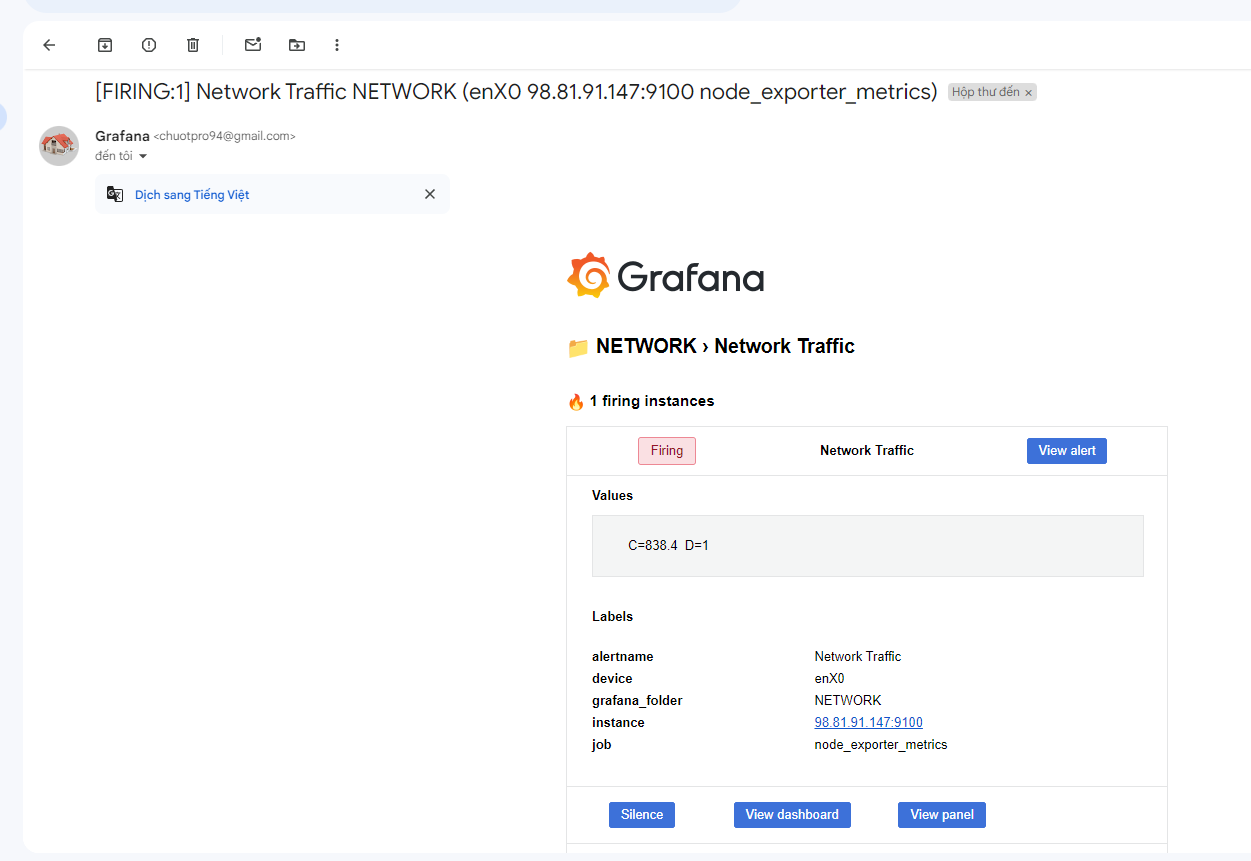 [FIRING:1] Network Traffic NETWORK (enX0 98.81.91.147:9100 node_exporter_metrics) Hộp thư đến ×
Grafana <chuotpro94@gmail.com>
đến tôi
Dịch sang Tiếng Việt
Grafana
NETWORK › Network Traffic
1 firing instances
Firing Network Traffic View alert
Values
C=838.4 D=1
Labels
alertname Network Traffic
device enX0
grafana_folder NETWORK
instance 98.81.91.147:9100
job node_exporter_metrics
Silence View dashboard View panel